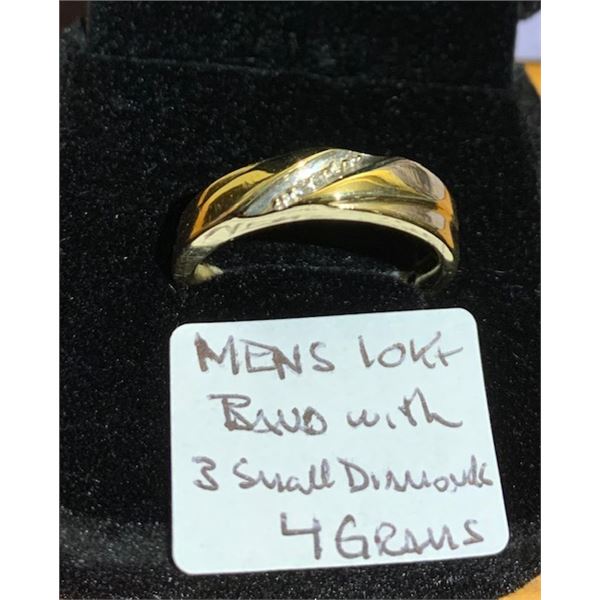 MENS 10Kt
BAND with
3 Small Diamonds
4 GRAMS